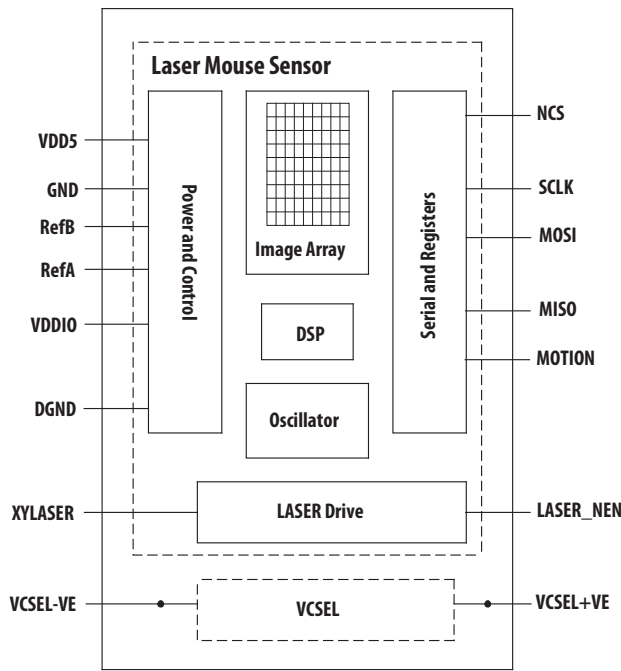 Laser Mouse Sensor
VDD5
GND
RefB
RefA
VDDIO
DGND
XYLASER
VCSEL-VE
Power and Control
Image Array
DSP
Oscillator
LASER Drive
VCSEL
Serial and Registers
NCS
SCLK
MOSI
MISO
MOTION
LASER_NEN
VCSEL+VE